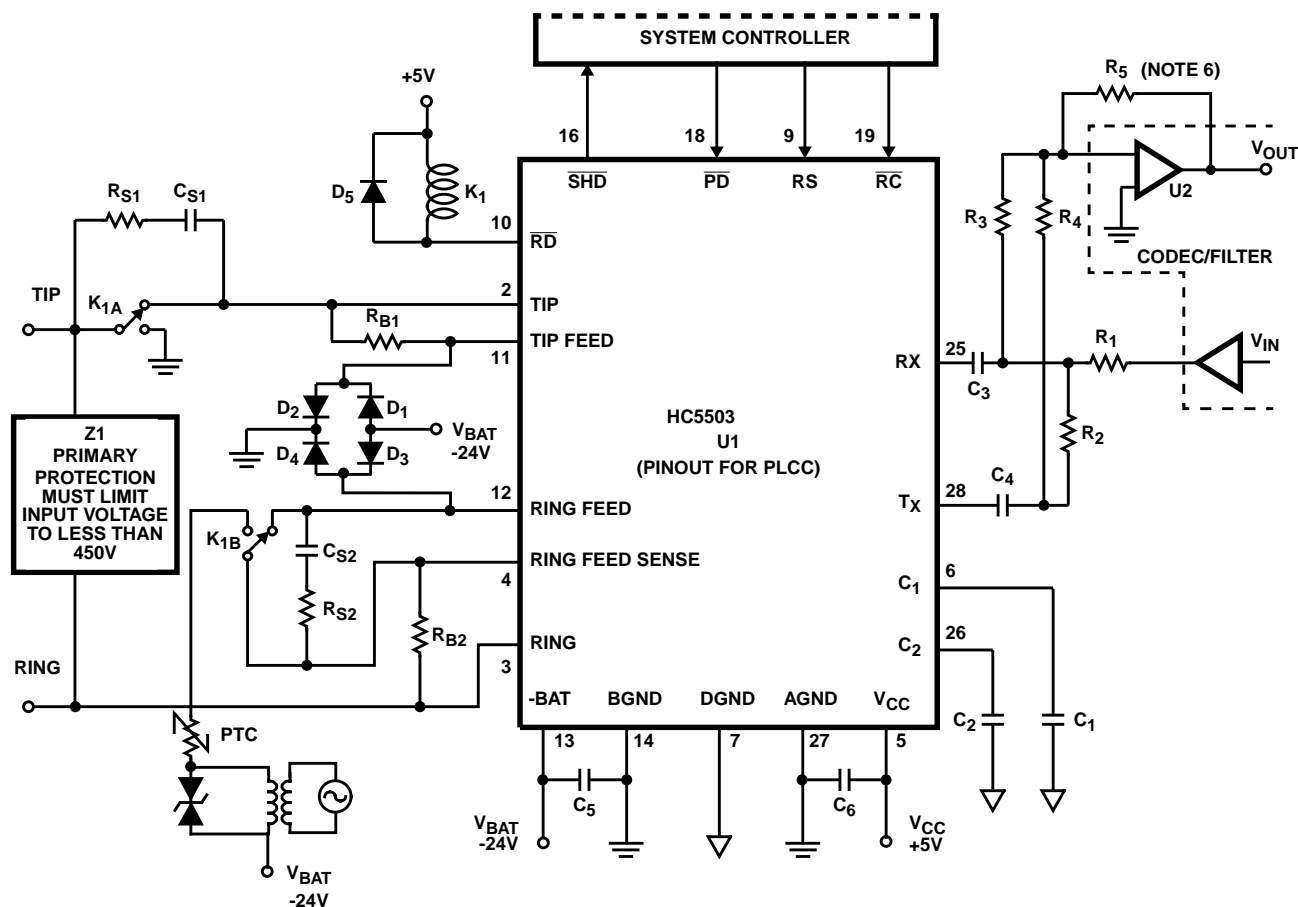 SYSTEM CONTROLLER
+5V
R5 (NOTE 6)
16
18
9
19
VOUT
SHD
PD
RS
RC
U2
RS1
CS1
D5
K1
R3
R4
10
RD
CODEC/FILTER
TIP
K1A
2
TIP
RB1
TIP FEED
11
RX
25
R1
VIN
C3
D2
D1
VBAT
-24V
D4
D3
HC5503
U1
(PINOUT FOR PLCC)
R2
Z1
PRIMARY
PROTECTION
MUST LIMIT
INPUT VOLTAGE
TO LESS THAN
450V
12
RING FEED
TX
28
C4
K1B
CS2
RING FEED SENSE
4
6
C1
RS2
RB2
26
C2
RING
3
RING
-BAT
BGND
DGND
AGND
VCC
C2
C1
PTC
13
14
7
27
5
C5
C6
VBAT
-24V
VCC
+5V
VBAT
-24V